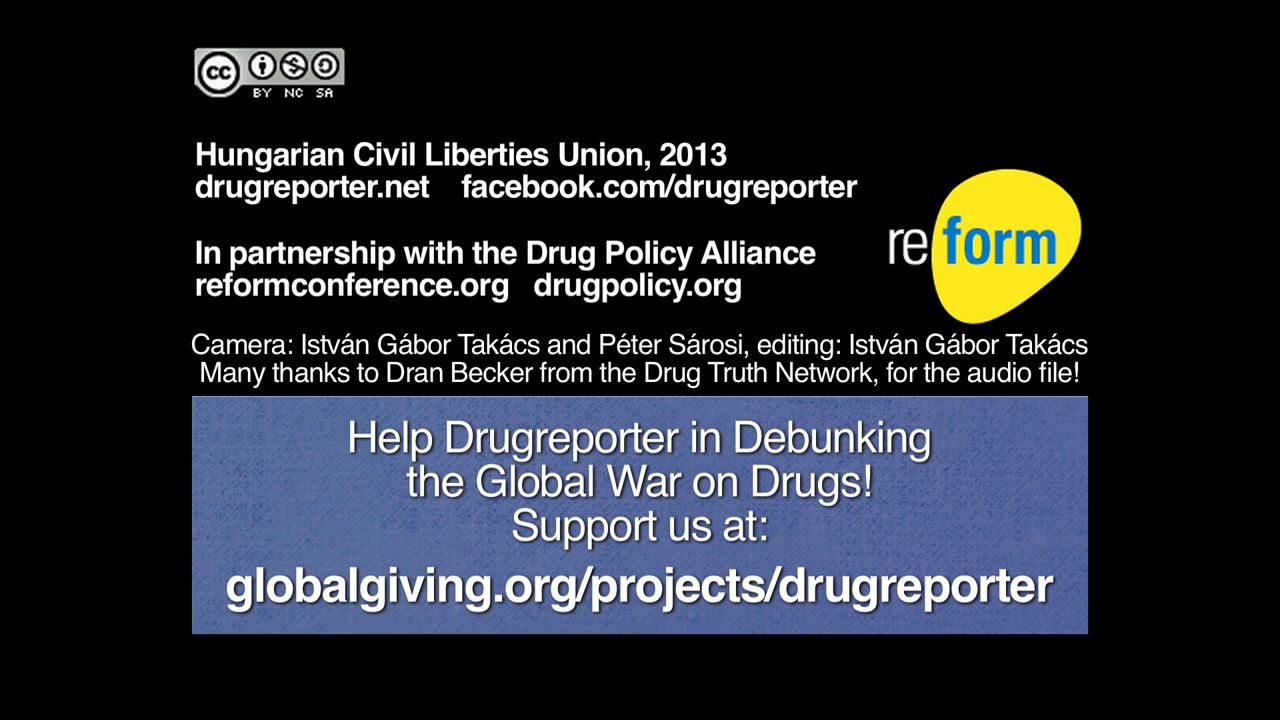 cc BY NC SA
Hungarian Civil Liberties Union, 2013
drugreporter.net facebook.com/drugreporter
In partnership with the Drug Policy Alliance
reformconference.org drugpolicy.org
reform
Camera: István Gábor Takács and Péter Sárosi, editing: István Gábor Takács
Many thanks to Dran Becker from the Drug Truth Network, for the audio file!
Help Drugreporter in Debunking
the Global War on Drugs!
Support us at:
globalgiving.org/projects/drugreporter